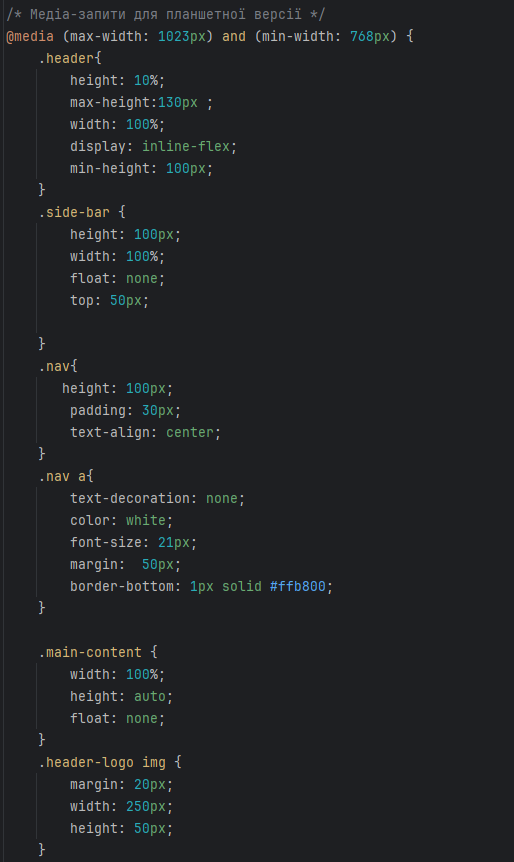 /* Медіа-запити для планшетної версії */
@media (max-width: 1023px) and (min-width: 768px) {
    .header{
        height: 10%;
        max-height:130px ;
        width: 100%;
        display: inline-flex;
        min-height: 100px;
    }
    .side-bar {
        height: 100px;
        width: 100%;
        float: none;
        top: 50px;

    }
    .nav{
       height: 100px;
        padding: 30px;
        text-align: center;
    }
    .nav a{
        text-decoration: none;
        color: white;
        font-size: 21px;
        margin:  50px;
        border-bottom: 1px solid #ffb800;
    }

    .main-content {
        width: 100%;
        height: auto;
        float: none;
    }
    .header-logo img {
        margin: 20px;
        width: 250px;
        height: 50px;
    }